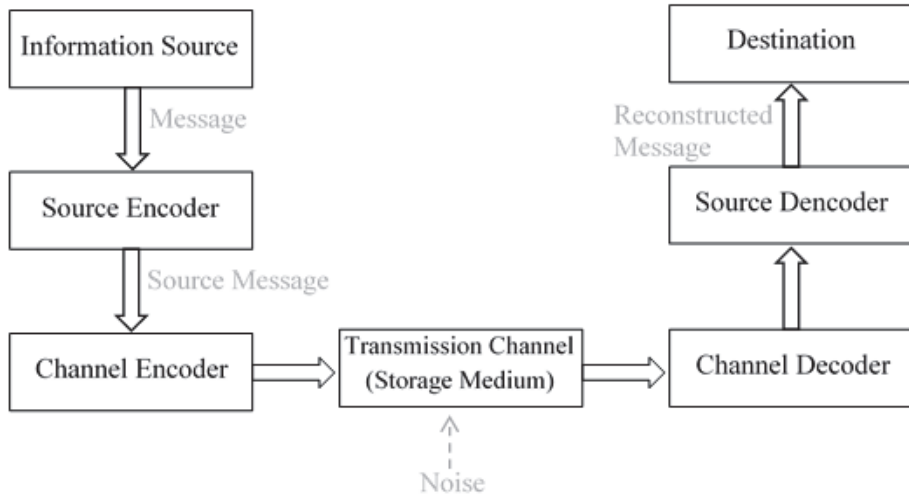 Information Source
Message
Source Encoder
Source Message
Channel Encoder
Transmission Channel
(Storage Medium)
Noise
Channel Decoder
Source Dencoder
Reconstructed
Message
Destination